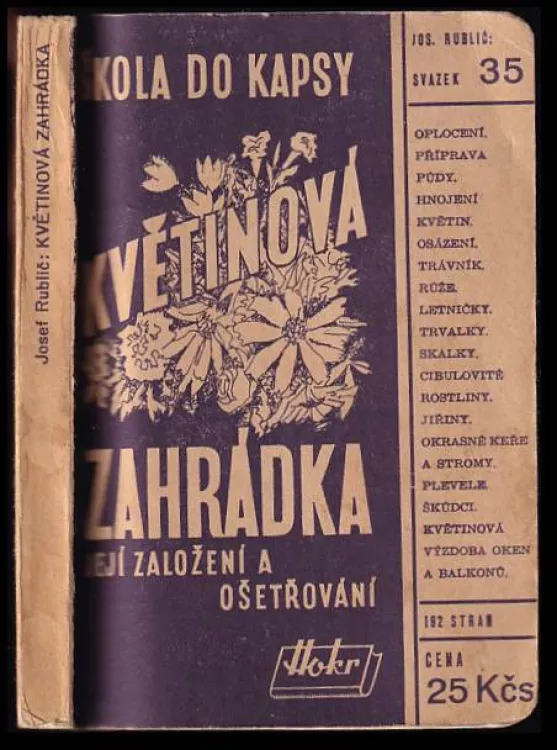 Josef Rublič: KVĚTINOVÁ ZAHRÁDKA
ŠKOLA DO KAPSY
KVĚTINOVÁ
ZAHRÁDKA
JEJÍ ZALOŽENÍ A
OŠETŘOVÁNÍ
Hokr
JOS. RUBLIČ:
SVAZEK 35
OPLOCENÍ,
PŘÍPRAVA
PŮDY,
HNOJENÍ
KVĚTIN,
OSÁZENÍ,
TRÁVNÍK,
RŮŽE,
LETNIČKY,
TRVALKY,
SKALKY,
CIBULOVITÉ
ROSTLINY,
JIŘINY,
OKRASNÉ KEŘE
A STROMY,
PLEVELE,
ŠKŮDCI,
KVĚTINOVÁ
VÝZDOBA OKEN
A BALKONŮ,
192 STRAN
CENA
25 Kčs